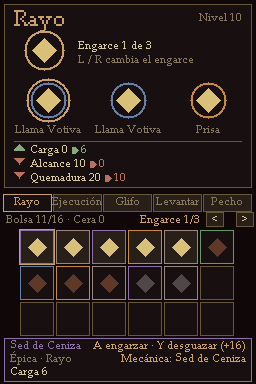 Rayo
Nivel 10
Engarce 1 de 3
L / R cambia el engarce
Llama Votiva
Llama Votiva
Prisa
Carga 0 6
Alcance 10 0
Quemadura 20 10
Rayo
Ejecución
Glifo
Levantar
Pecho
Bolsa 11/16 · Cera 0
Engarce 1/3
<
>
Sed de Ceniza
A engarzar · Y desguazar (+16)
Épica · Rayo
Mecánica: Sed de Ceniza
Carga 6